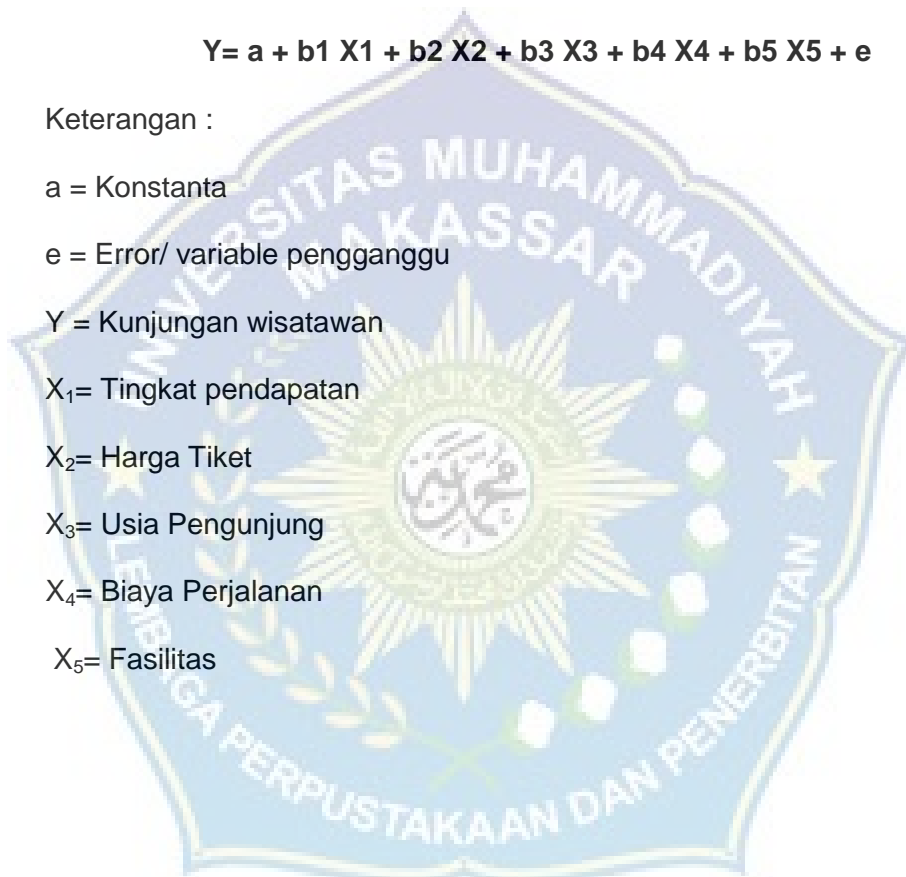 Y= a + b1 X1 + b2 X2 + b3 X3 + b4 X4 + b5 X5 + e
Keterangan :
a = Konstanta
e = Error/ variable pengganggu
Y = Kunjungan wisatawan
X₁= Tingkat pendapatan
X₂= Harga Tiket
X₃= Usia Pengunjung
X₄= Biaya Perjalanan
X₅= Fasilitas
UNIVERSITAS MUHAMMADIYAH
MAKASSAR
LEMBAGA PERPUSTAKAAN DAN PENERBITAN